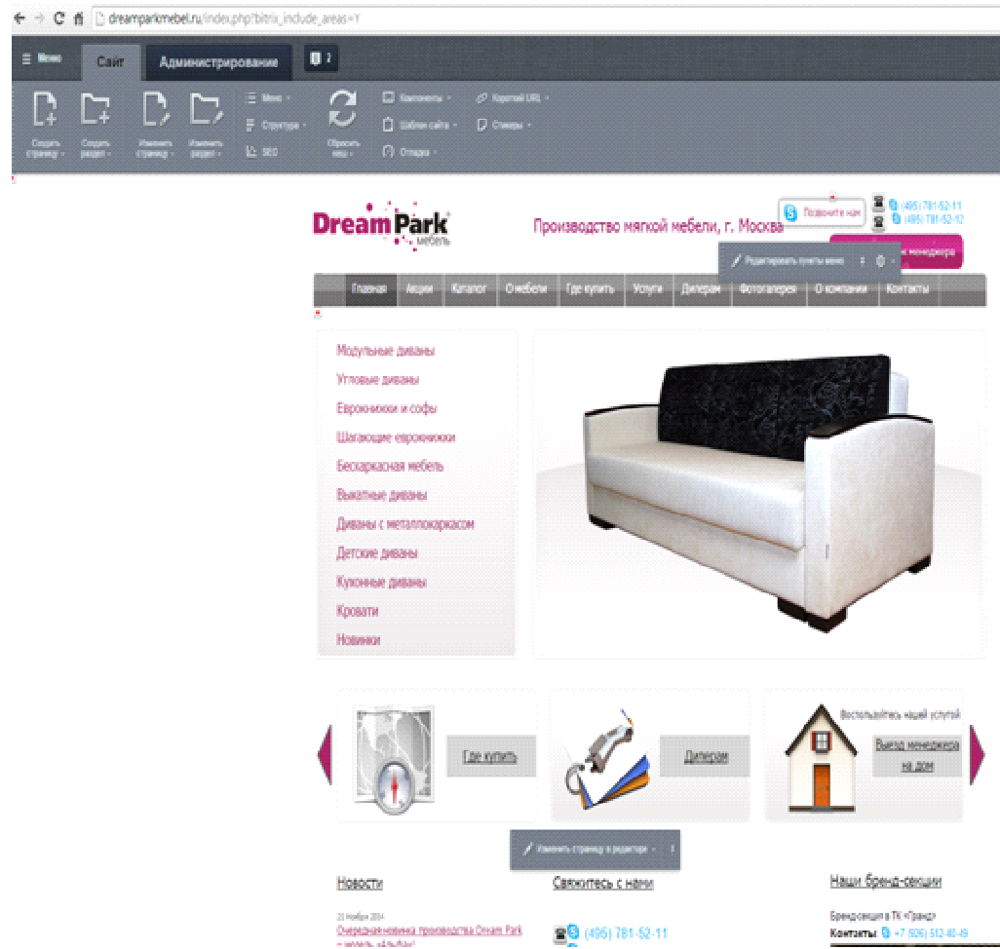 dreamparkmebel.ru/index.php?bitrix_include_areas=Y
Меню
Сайт
Администрирование
2
Создать страницу
Создать раздел
Изменить страницу
Изменить раздел
Меню
Структура
SEO
Сбросить кеш
Компоненты
Шаблон сайта
Отладка
Короткий URL
Стикеры
DreamPark
мебель
Производство мягкой мебели, г. Москва
Позвоните нам
(495) 781-52-11
(495) 781-52-12
менеджера
Редактировать пункты меню
Главная Акции Каталог О мебели Где купить Услуги Дилерам Фотогалерея О компании Контакты
Модульные диваны
Угловые диваны
Еврокнижки и софы
Шагающие еврокнижки
Бескаркасная мебель
Выкатные диваны
Диваны с металлокаркасом
Детские диваны
Кухонные диваны
Кровати
Новинки
Где купить
Дилерам
Воспользуйтесь нашей услугой
Выезд менеджера
на дом
Изменить страницу в редакторе
Новости
Свяжитесь с нами
Наши бренд-секции
21 Ноября 2014
Очередная новинка производства Dream Park
– модель «Альфа»!
(495) 781-52-11
Бренд-секция в ТК «Гранд»
Контакты: +7 (926) 512-40-49